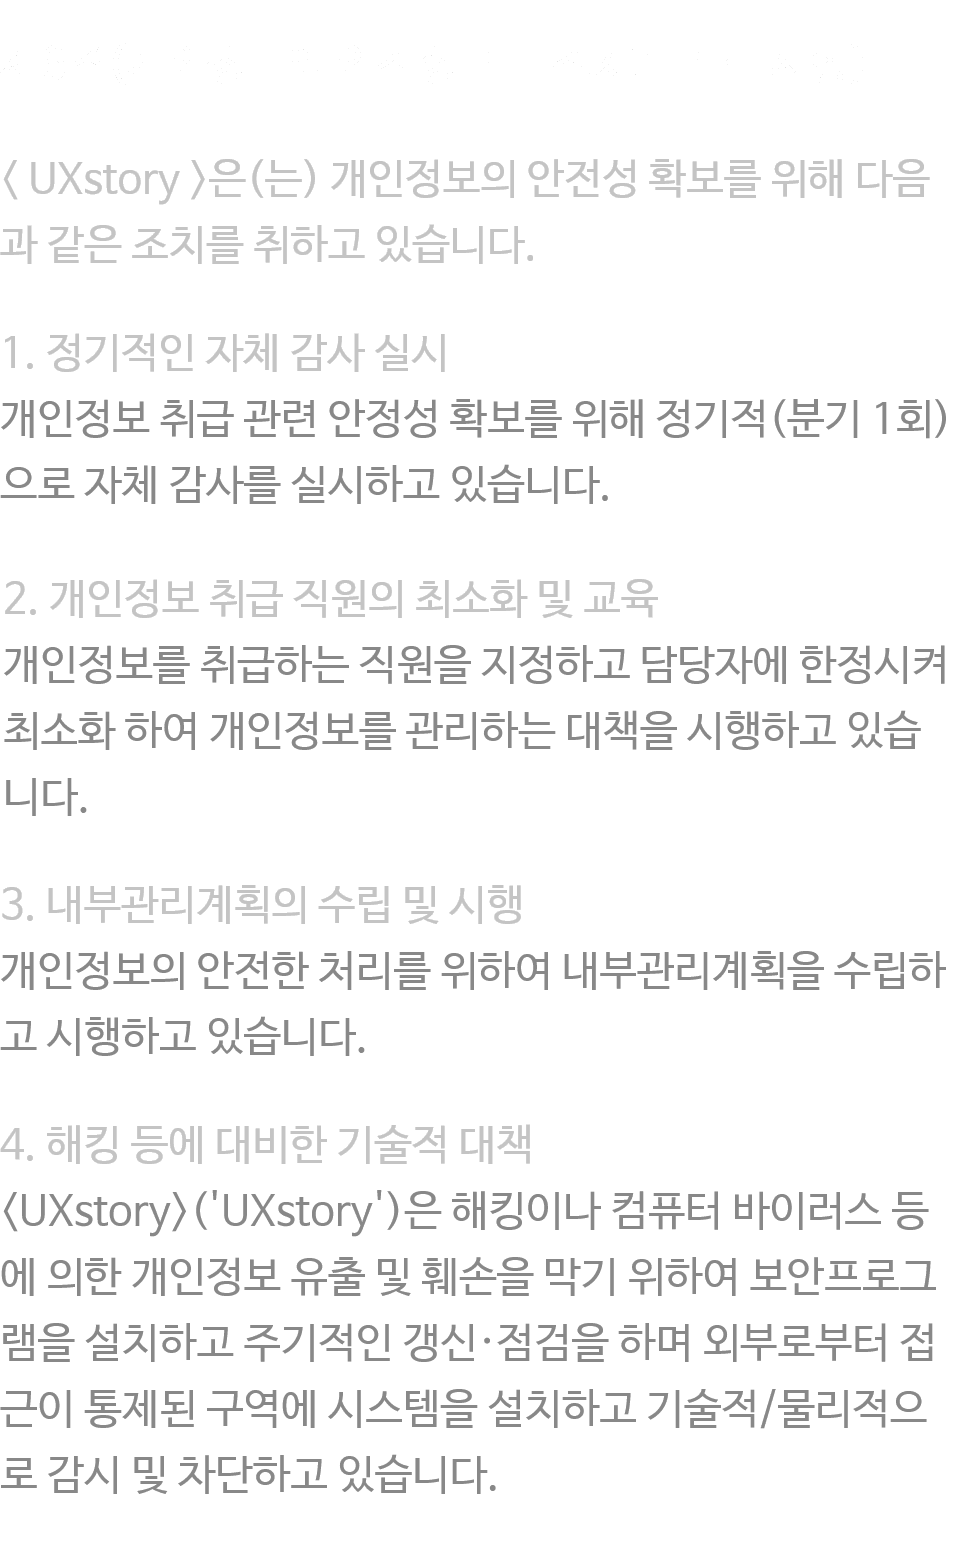 < UXstory >은(는) 개인정보의 안전성 확보를 위해 다음
과 같은 조치를 취하고 있습니다.
1. 정기적인 자체 감사 실시
개인정보 취급 관련 안정성 확보를 위해 정기적(분기 1회)
으로 자체 감사를 실시하고 있습니다.
2. 개인정보 취급 직원의 최소화 및 교육
개인정보를 취급하는 직원을 지정하고 담당자에 한정시켜
최소화 하여 개인정보를 관리하는 대책을 시행하고 있습
니다.
3. 내부관리계획의 수립 및 시행
개인정보의 안전한 처리를 위하여 내부관리계획을 수립하
고 시행하고 있습니다.
4. 해킹 등에 대비한 기술적 대책
<UXstory>('UXstory')은 해킹이나 컴퓨터 바이러스 등
에 의한 개인정보 유출 및 훼손을 막기 위하여 보안프로그
램을 설치하고 주기적인 갱신·점검을 하며 외부로부터 접
근이 통제된 구역에 시스템을 설치하고 기술적/물리적으
로 감시 및 차단하고 있습니다.